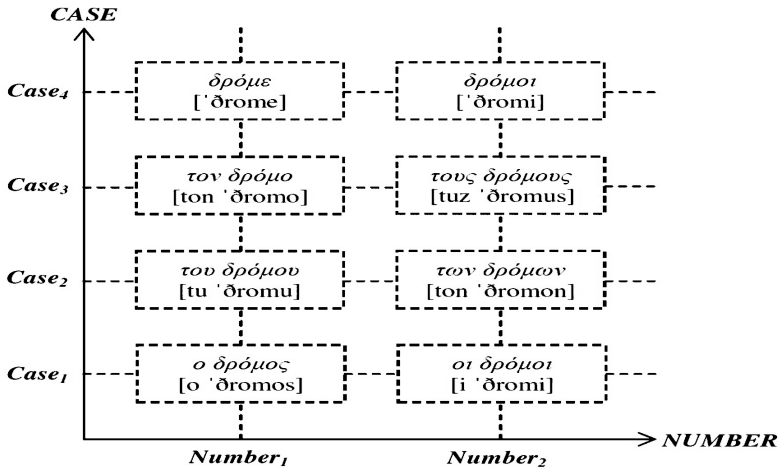 CASE
Case₄
δρόμε
[ˈðrome]
δρόμοι
[ˈðromi]
Case₃
τον δρόμο
[ton ˈðromo]
τους δρόμους
[tuz ˈðromus]
Case₂
του δρόμου
[tu ˈðromu]
των δρόμων
[ton ˈðromon]
Case₁
ο δρόμος
[o ˈðromos]
οι δρόμοι
[i ˈðromi]
NUMBER
Number₁
Number₂